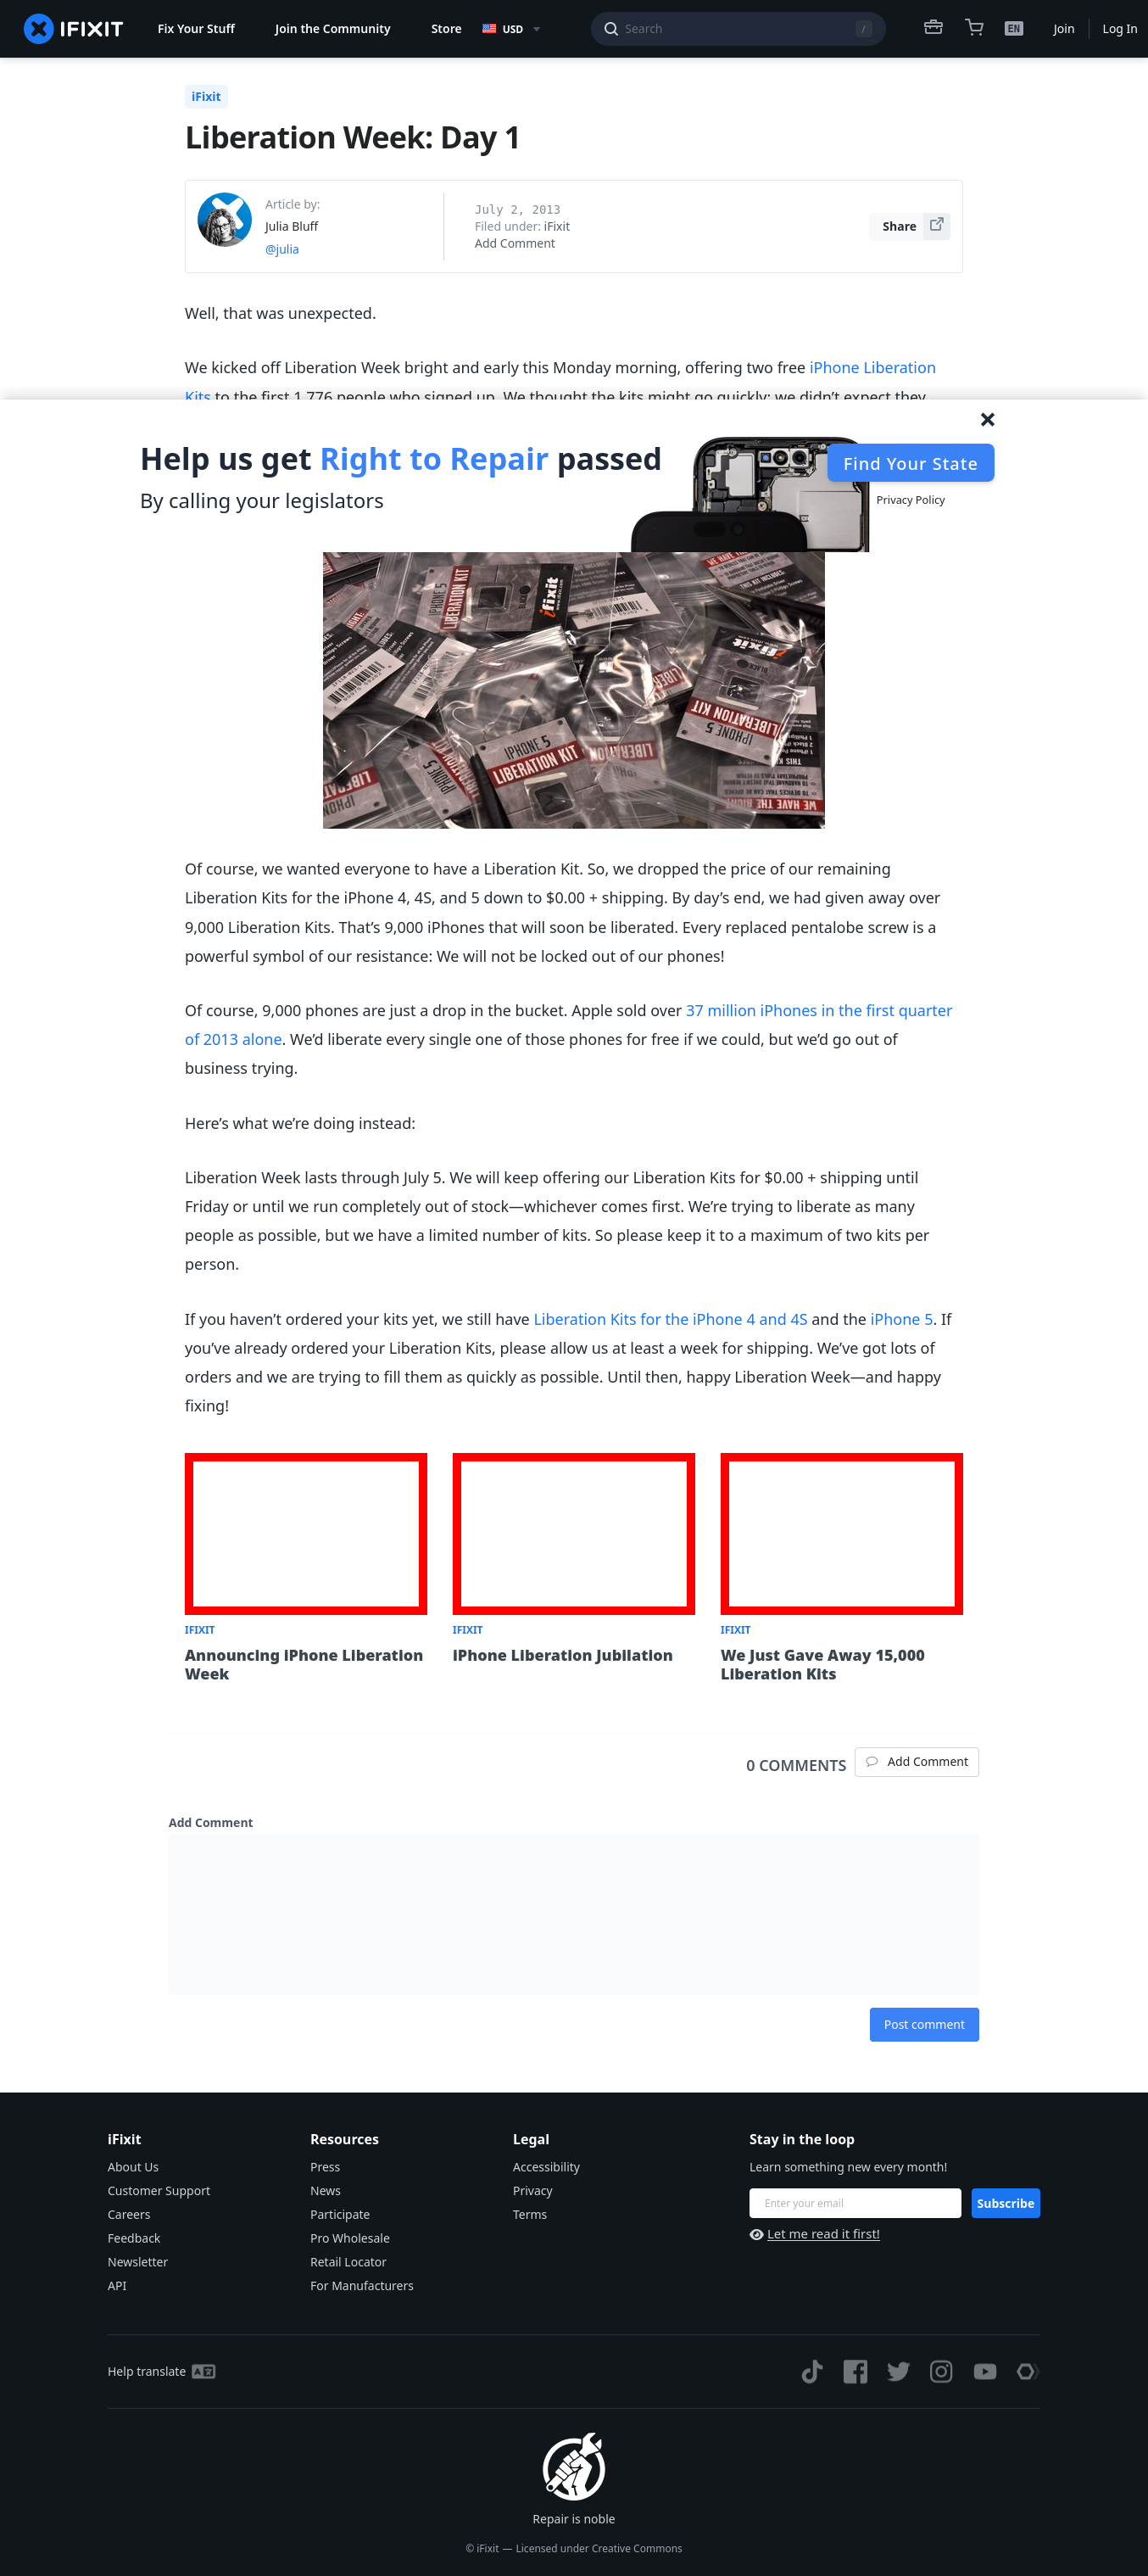 IFIXIT
Fix Your Stuff
Join the Community
Store
USD
Search
/
EN
Join
Log In
iFixit
Liberation Week: Day 1
Article by:
Julia Bluff
@julia
July 2, 2013
Filed under: iFixit
Add Comment
Share
Well, that was unexpected.
We kicked off Liberation Week bright and early this Monday morning, offering two free iPhone Liberation
Kits to the first 1,776 people who signed up. We thought the kits might go quickly; we didn’t expect they
Help us get Right to Repair passed
By calling your legislators
Find Your State
Privacy Policy
IPHONE 5
LIBERATION KIT
ifixit
LIBERATION KIT
IPHONE 5
LIBERATION KIT
IPHONE 5
LIBERATION KIT
Of course, we wanted everyone to have a Liberation Kit. So, we dropped the price of our remaining
Liberation Kits for the iPhone 4, 4S, and 5 down to $0.00 + shipping. By day’s end, we had given away over
9,000 Liberation Kits. That’s 9,000 iPhones that will soon be liberated. Every replaced pentalobe screw is a
powerful symbol of our resistance: We will not be locked out of our phones!
Of course, 9,000 phones are just a drop in the bucket. Apple sold over 37 million iPhones in the first quarter
of 2013 alone. We’d liberate every single one of those phones for free if we could, but we’d go out of
business trying.
Here’s what we’re doing instead:
Liberation Week lasts through July 5. We will keep offering our Liberation Kits for $0.00 + shipping until
Friday or until we run completely out of stock—whichever comes first. We’re trying to liberate as many
people as possible, but we have a limited number of kits. So please keep it to a maximum of two kits per
person.
If you haven’t ordered your kits yet, we still have Liberation Kits for the iPhone 4 and 4S and the iPhone 5. If
you’ve already ordered your Liberation Kits, please allow us at least a week for shipping. We’ve got lots of
orders and we are trying to fill them as quickly as possible. Until then, happy Liberation Week—and happy
fixing!
IFIXIT
Announcing iPhone Liberation
Week
IFIXIT
iPhone Liberation Jubilation
IFIXIT
We Just Gave Away 15,000
Liberation Kits
0 COMMENTS
Add Comment
Add Comment
Post comment
iFixit
About Us
Customer Support
Careers
Feedback
Newsletter
API
Resources
Press
News
Participate
Pro Wholesale
Retail Locator
For Manufacturers
Legal
Accessibility
Privacy
Terms
Stay in the loop
Learn something new every month!
Enter your email
Subscribe
Let me read it first!
Help translate
Repair is noble
© iFixit — Licensed under Creative Commons